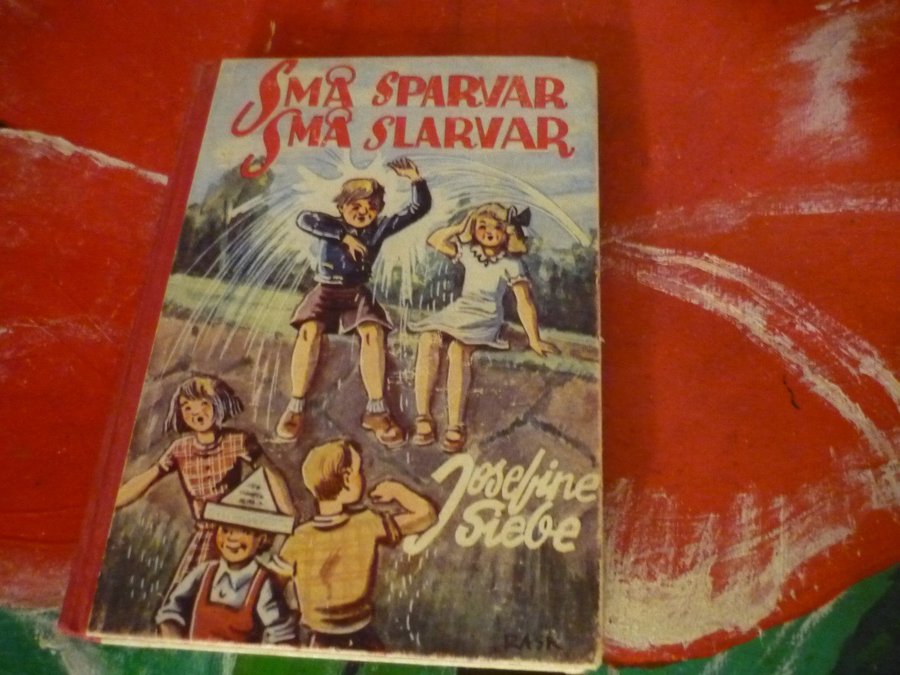 SMÅ SPARVAR
SMÅ SLARVAR
Josefine
Siebe
RASK